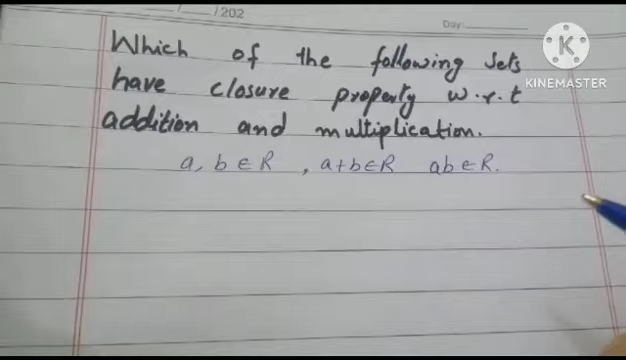 / /202
Day:
Which of the following sets
have closure property w.r.t
addition and multiplication.
a, b ∈ R , a+b ∈ R ab ∈ R.
K
KINEMASTER